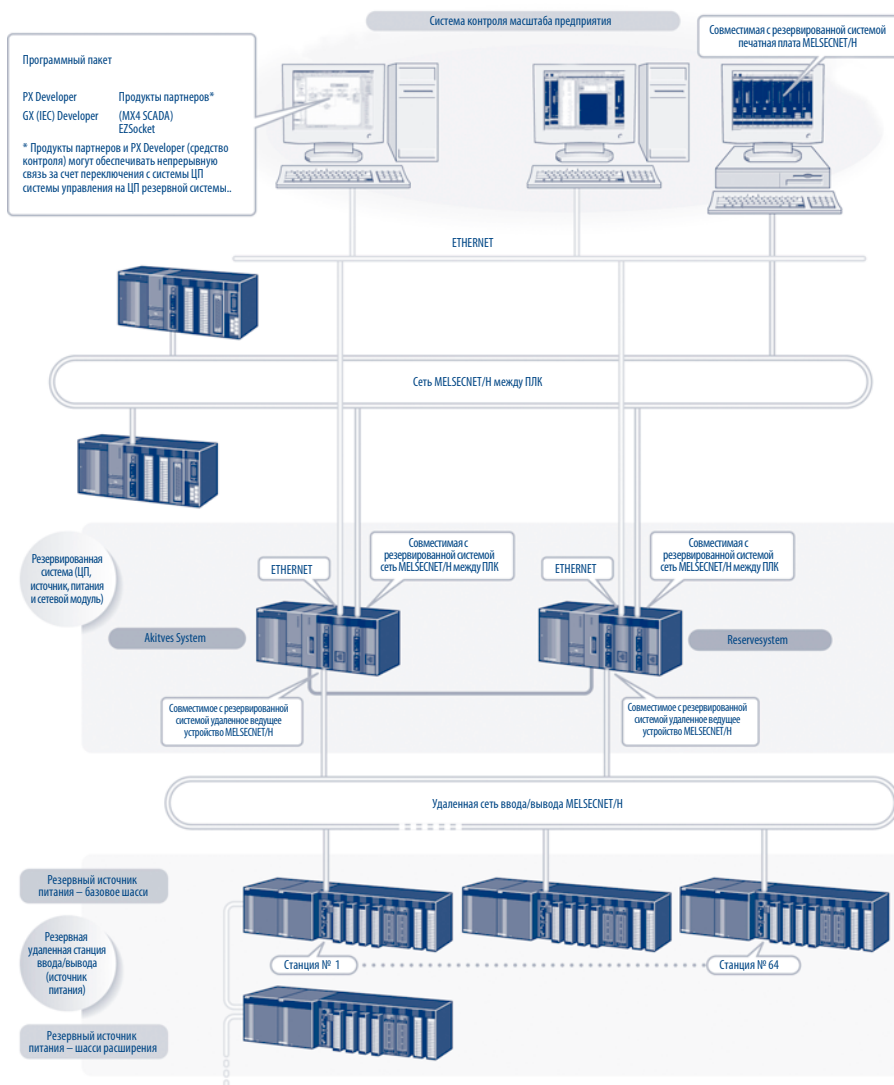 Система контроля масштаба предприятия
Совместимая с резервированной системой
печатная плата MELSECNET/H
Программный пакет
PX Developer Продукты партнеров*
GX (IEC) Developer (MX4 SCADA)
EZSocket
* Продукты партнеров и PX Developer (средство
контроля) могут обеспечивать непрерывную
связь за счет переключения с системы ЦП
системы управления на ЦП резервной системы..
ETHERNET
Сеть MELSECNET/H между ПЛК
Резервированная
система (ЦП,
источник, питания
и сетевой модуль)
ETHERNET
Совместимая с
резервированной системой
сеть MELSECNET/H между ПЛК
ETHERNET
Совместимая с
резервированной системой
сеть MELSECNET/H между ПЛК
Akitves System
Reservesystem
Совместимое с резервированной
системой удаленное ведущее
устройство MELSECNET/H
Совместимое с резервированной
системой удаленное ведущее
устройство MELSECNET/H
Удаленная сеть ввода/вывода MELSECNET/H
Резервный источник
питания – базовое шасси
Резервная
удаленная станция
ввода/вывода
(источник
питания)
Станция № 1
Станция № 64
Резервный источник
питания – шасси расширения